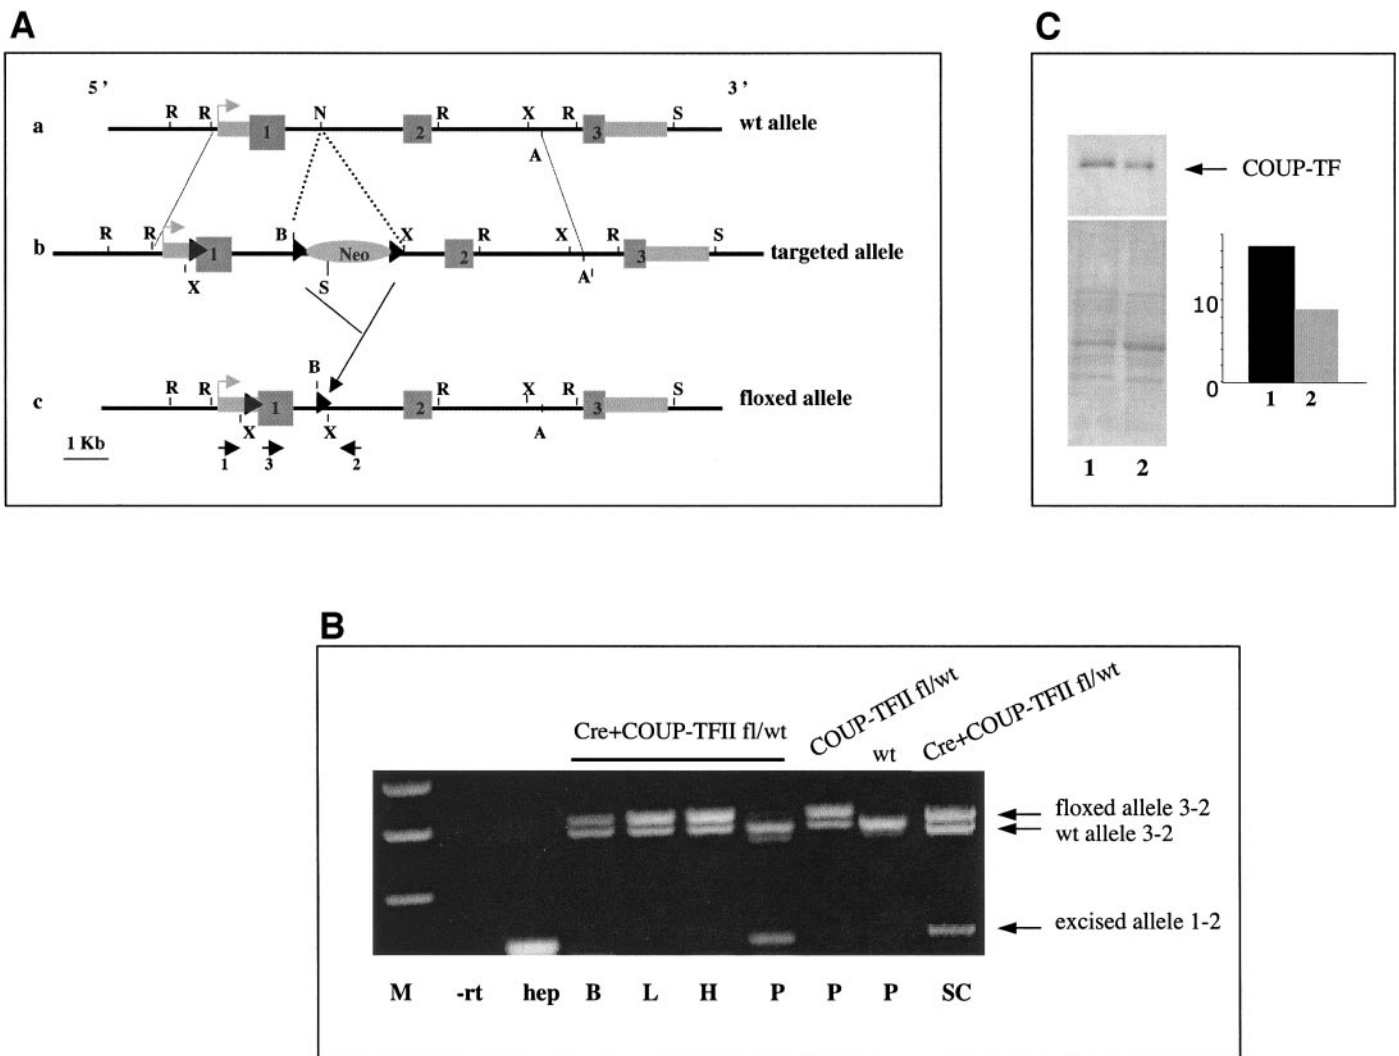 A
5 ' 3 '
R R N R X R S
a 1 2 3 wt allele
A
R R B X R X R S
b 1 Neo 2 3 targeted allele
X S A'
B
R R R X R S
c 1 2 3 floxed allele
X X A
1 Kb
1 3 2
C
COUP-TF
10
0
1 2
1 2
B
Cre+COUP-TFII fl/wt
COUP-TFII fl/wt
wt
Cre+COUP-TFII fl/wt
floxed allele 3-2
wt allele 3-2
excised allele 1-2
M -rt hep B L H P P P SC